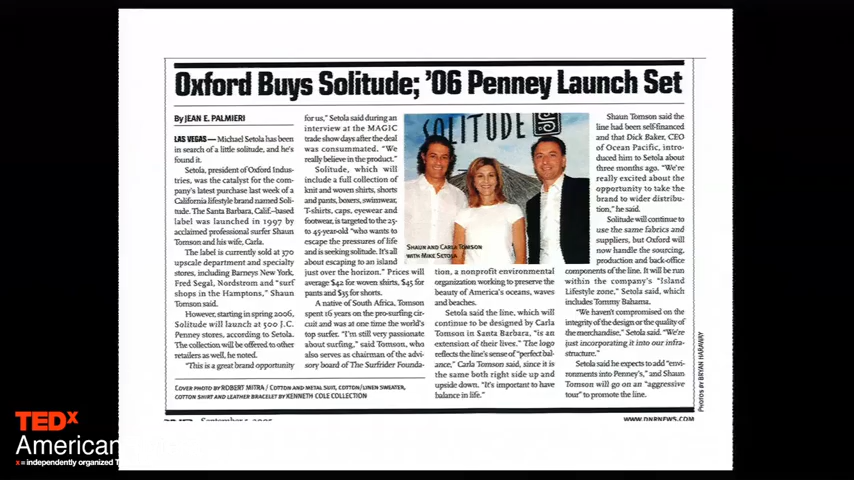 Oxford Buys Solitude; '06 Penney Launch Set
By JEAN E. PALMIERI
LAS VEGAS — Michael Setola has been
in search of a little solitude, and he's
found it.
Setola, president of Oxford Indus-
tries, was the catalyst for the com-
pany's latest purchase last week of a
California lifestyle brand named Soli-
tude. The Santa Barbara, Calif.-based
label was launched in 1997 by
acclaimed professional surfer Shaun
Tomson and his wife, Carla.
The label is currently sold at 370
upscale department and specialty
stores, including Barneys New York,
Fred Segal, Nordstrom and "surf
shops in the Hamptons," Shaun
Tomson said.
However, starting in spring 2006,
Solitude will launch at 500 J.C.
Penney stores, according to Setola.
The collection will be offered to other
retailers as well, he noted.
"This is a great brand opportunity
for us," Setola said during an
interview at the MAGIC
trade show days after the deal
was consummated. "We
really believe in the product."
Solitude, which will
include a full collection of
knit and woven shirts, shorts
and pants, boxers, swimwear,
T-shirts, caps, eyewear and
footwear, is targeted to the 25-
to 45-year-old "who wants to
escape the pressures of life
and is seeking solitude. It's all
about escaping to an island
just over the horizon." Prices will
average $42 for woven shirts, $45 for
pants and $35 for shorts.
A native of South Africa, Tomson
spent 16 years on the pro-surfing cir-
cuit and was at one time the world's
top surfer. "I'm still very passionate
about surfing," said Tomson, who
also serves as chairman of the advi-
sory board of The Surfrider Founda-
SOLITUDE
SHAUN AND CARLA TOMSON
WITH MIKE SETOLA
tion, a nonprofit environmental
organization working to preserve the
beauty of America's oceans, waves
and beaches.
Setola said the line, which will
continue to be designed by Carla
Tomson in Santa Barbara, "is an
extension of their lives." The logo
reflects the line's sense of "perfect bal-
ance," Carla Tomson said, since it is
the same both right side up and
upside down. "It's important to have
balance in life."
Shaun Tomson said the
line had been self-financed
and that Dick Baker, CEO
of Ocean Pacific, intro-
duced him to Setola about
three months ago. "We're
really excited about the
opportunity to take the
brand to wider distribu-
tion," he said.
Solitude will continue to
use the same fabrics and
suppliers, but Oxford will
now handle the sourcing,
production and back-office
components of the line. It will be run
within the company's "Island
Lifestyle zone," Setola said, which
includes Tommy Bahama.
"We haven't compromised on the
integrity of the design or the quality of
the merchandise," Setola said. "We're
just incorporating it into our infra-
structure."
Setola said he expects to add "envi-
ronments into Penney's," and Shaun
Tomson will go on an "aggressive
tour" to promote the line.
PHOTOS BY BRYAN HARAWAY
COVER PHOTO BY ROBERT MITRA / COTTON AND METAL SUIT, COTTON/LINEN SWEATER,
COTTON SHIRT AND LEATHER BRACELET BY KENNETH COLE COLLECTION
WWW.DNRNEWS.COM
TEDx
American
x = independently organized T